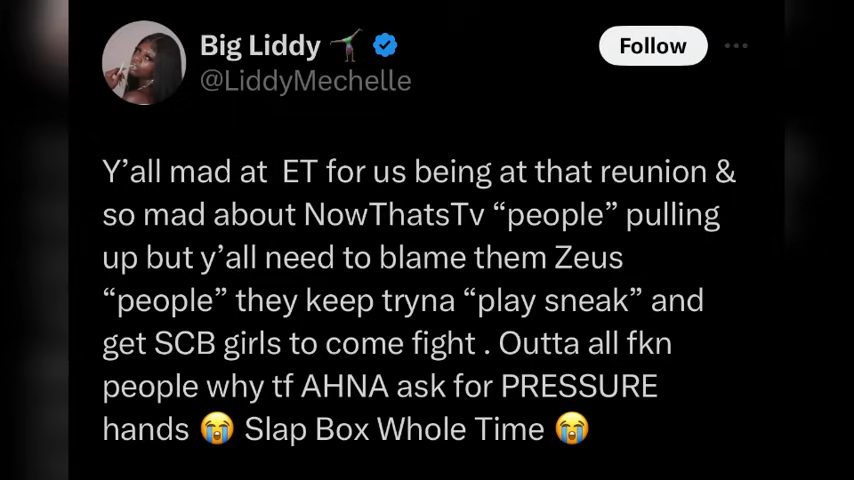 Big Liddy 🤸🏿‍♀️
Follow
@LiddyMechelle
Y’all mad at  ET for us being at that reunion &
so mad about NowThatsTv “people” pulling
up but y’all need to blame them Zeus
“people” they keep tryna “play sneak” and
get SCB girls to come fight . Outta all fkn
people why tf AHNA ask for PRESSURE
hands 😭 Slap Box Whole Time 😭